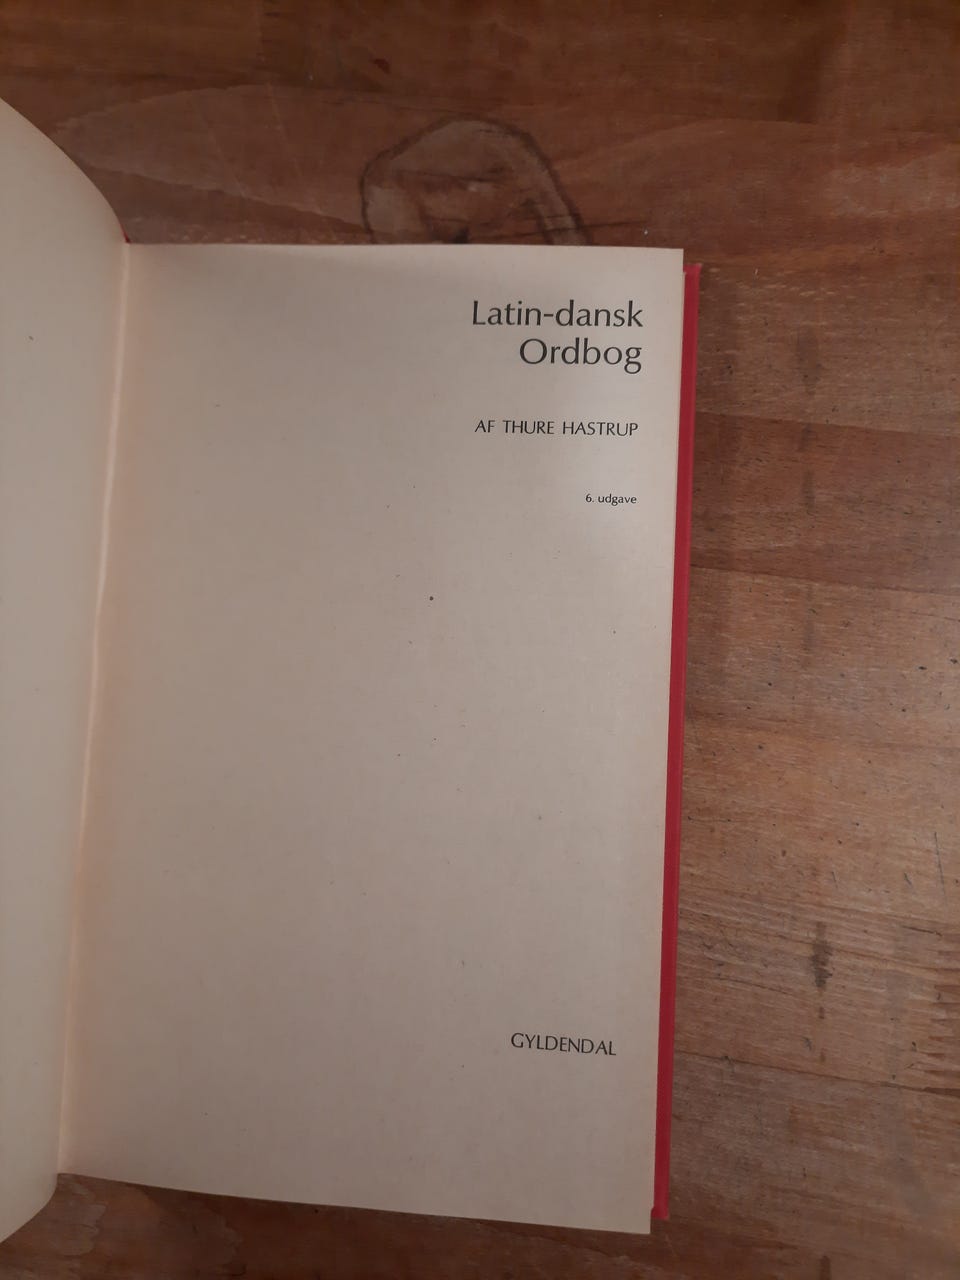 Latin-dansk
Ordbog
AF THURE HASTRUP
6. udgave
GYLDENDAL